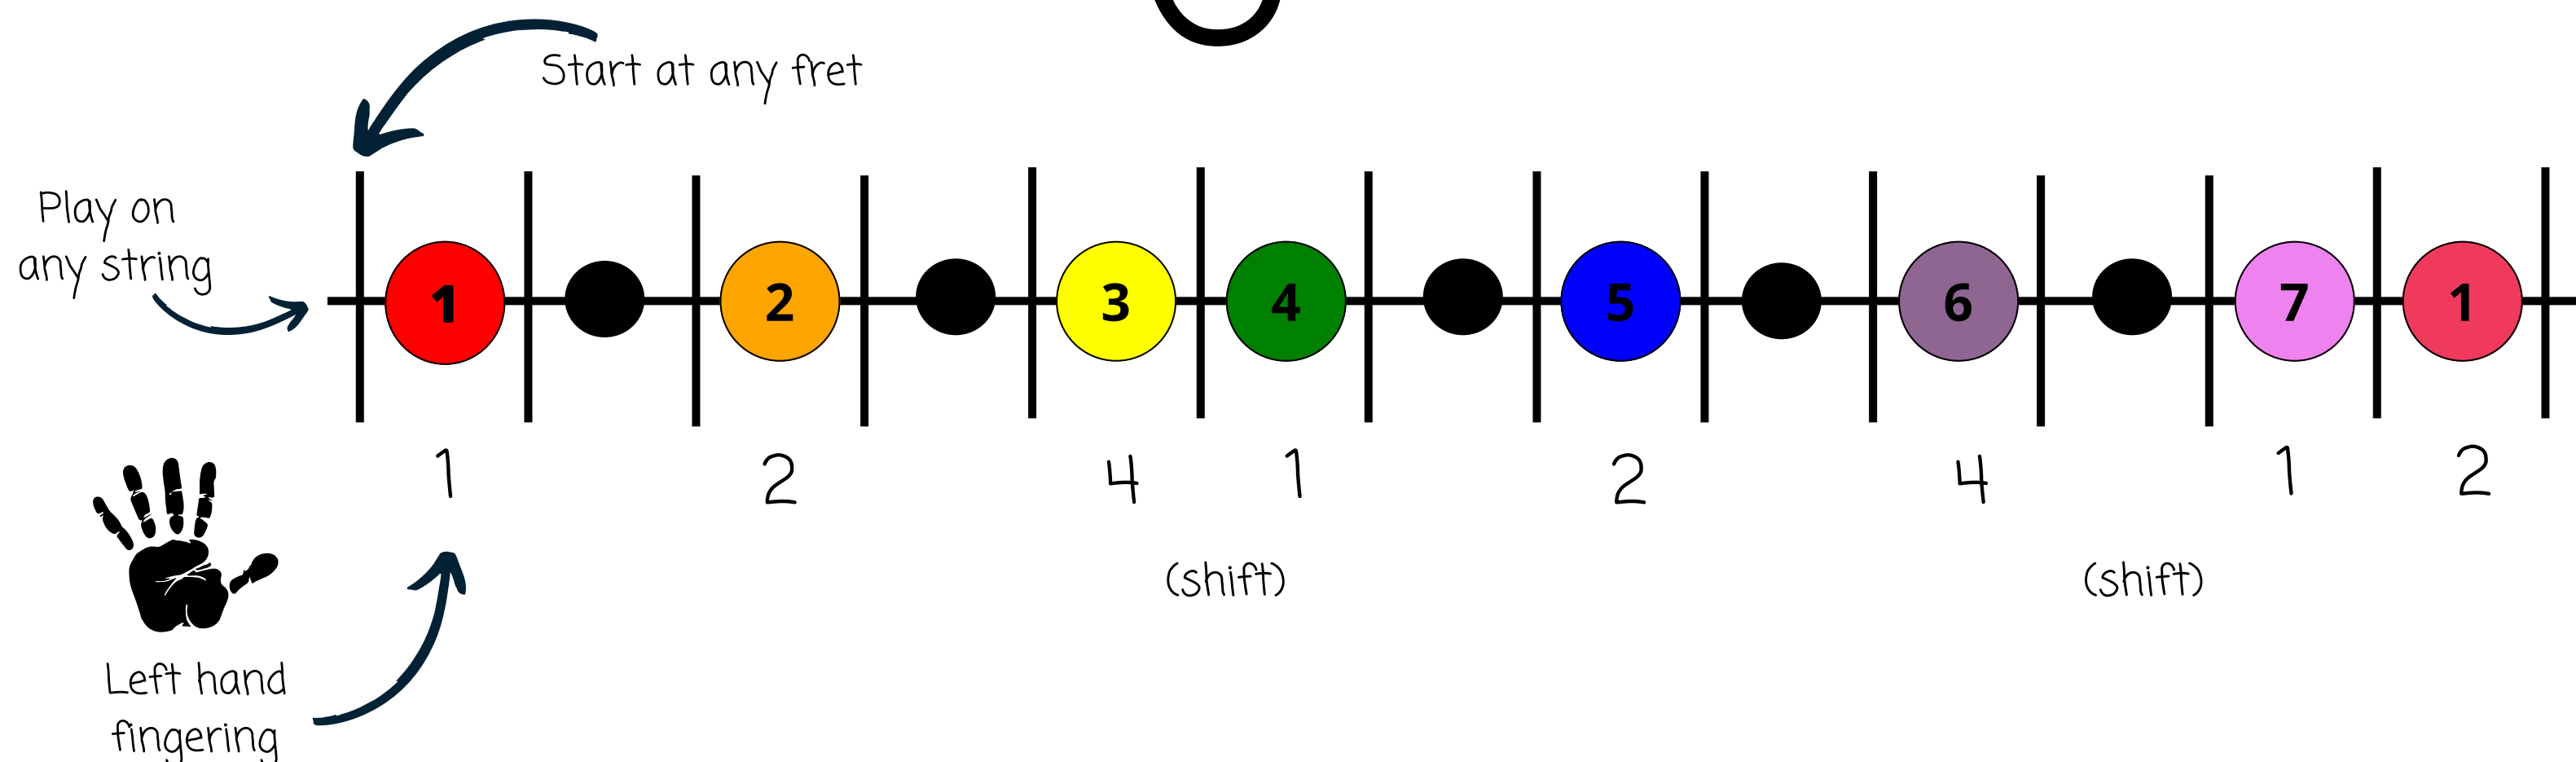 Start at any fret
Play on
any string
1 2 3 4 5 6 7 1
1 2 4 1 2 4 1 2
(shift) (shift)
Left hand
fingering